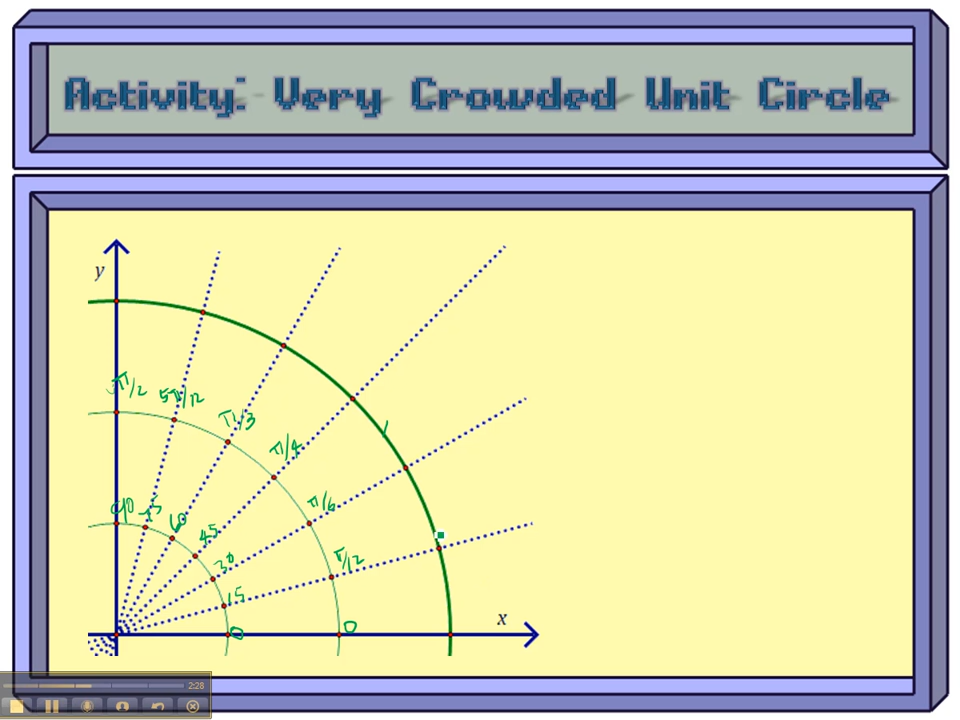 Activity: Very Crowded Unit Circle
y
π/2
5π/12
π/3
π/4
1
90
75
60
π/6
45
30
π/12
15
x
0
0
2:28